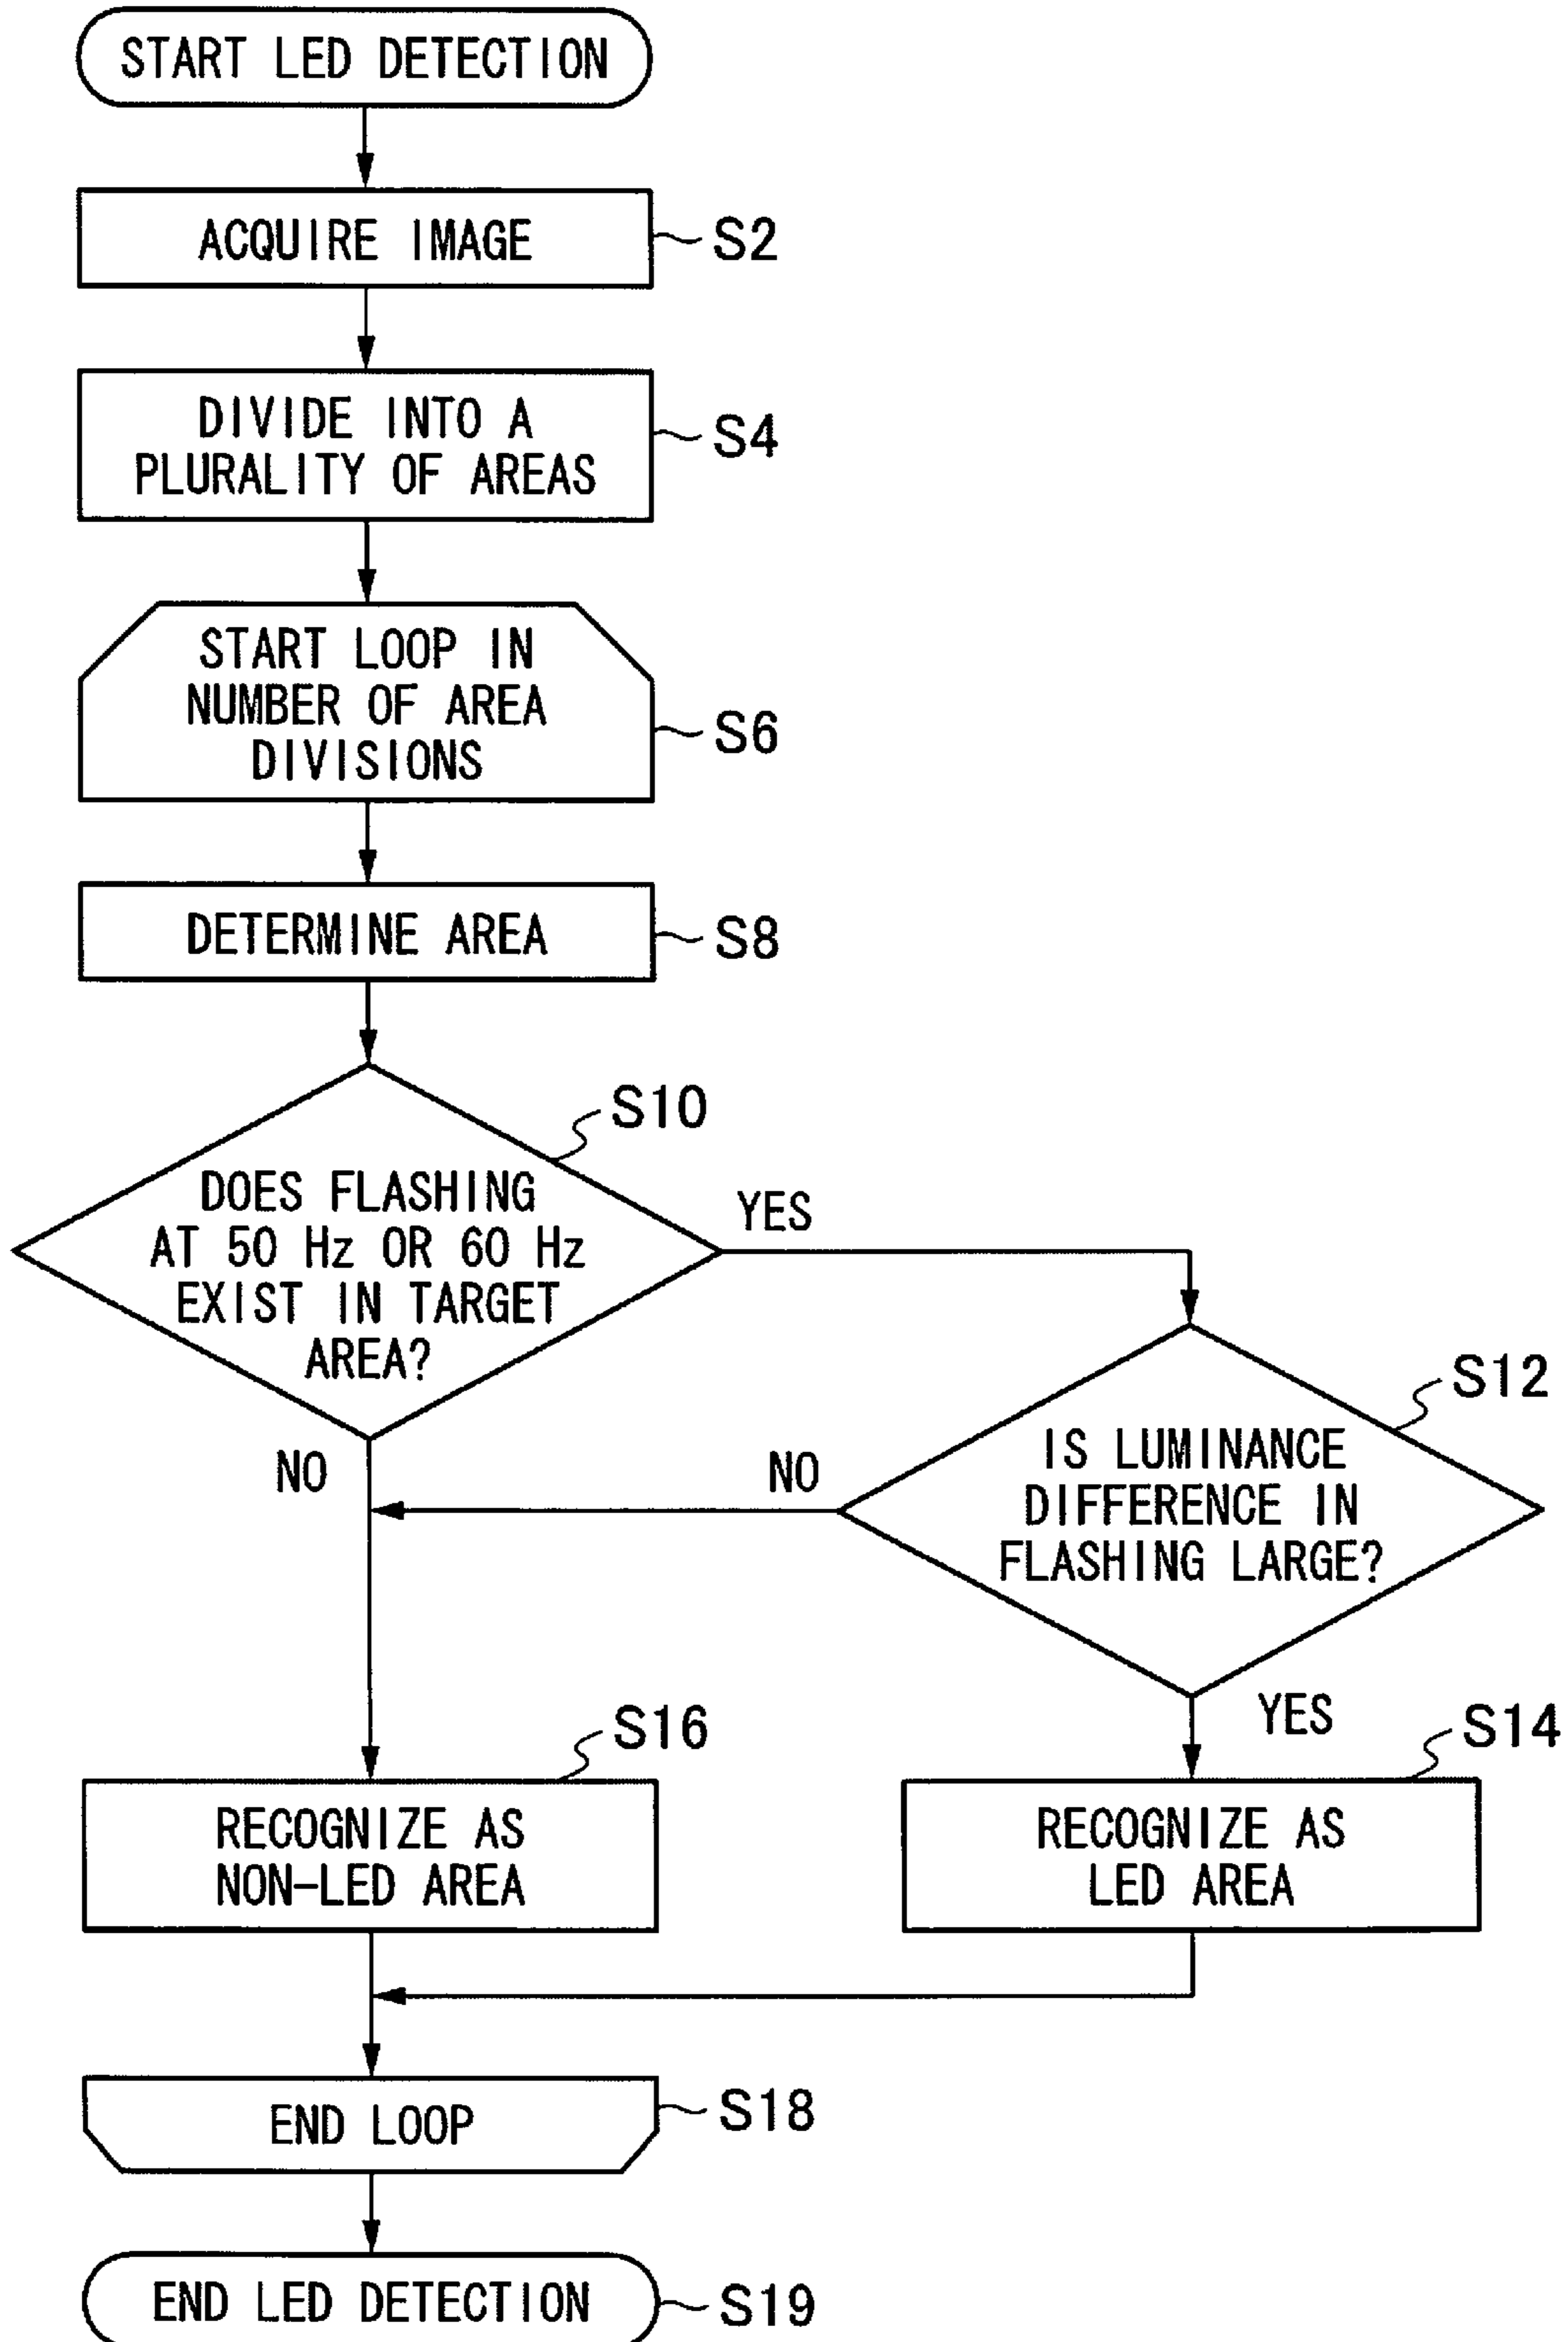 START LED DETECTION
ACQUIRE IMAGE
S2
DIVIDE INTO A
PLURALITY OF AREAS
S4
START LOOP IN
NUMBER OF AREA
DIVISIONS
S6
DETERMINE AREA
S8
S10
DOES FLASHING
AT 50 Hz OR 60 Hz
EXIST IN TARGET
AREA?
YES
NO
S12
IS LUMINANCE
DIFFERENCE IN
FLASHING LARGE?
NO
YES
S16
RECOGNIZE AS
NON-LED AREA
S14
RECOGNIZE AS
LED AREA
END LOOP
S18
END LED DETECTION
S19